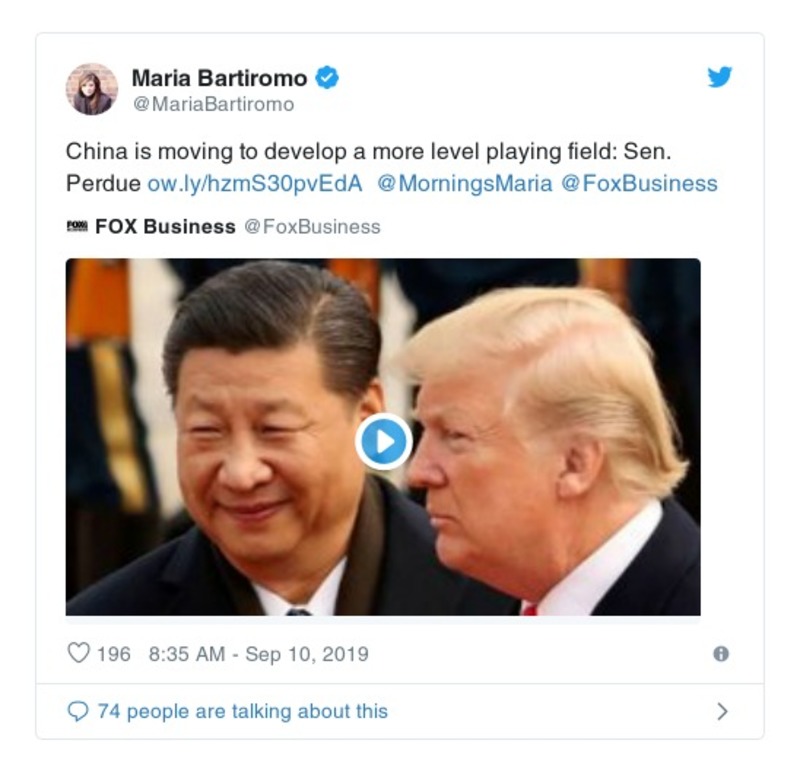 Maria Bartiromo
@MariaBartiromo
China is moving to develop a more level playing field: Sen.
Perdue ow.ly/hzmS30pvEdA @MorningsMaria @FoxBusiness
FOX Business @FoxBusiness
196 8:35 AM - Sep 10, 2019
74 people are talking about this